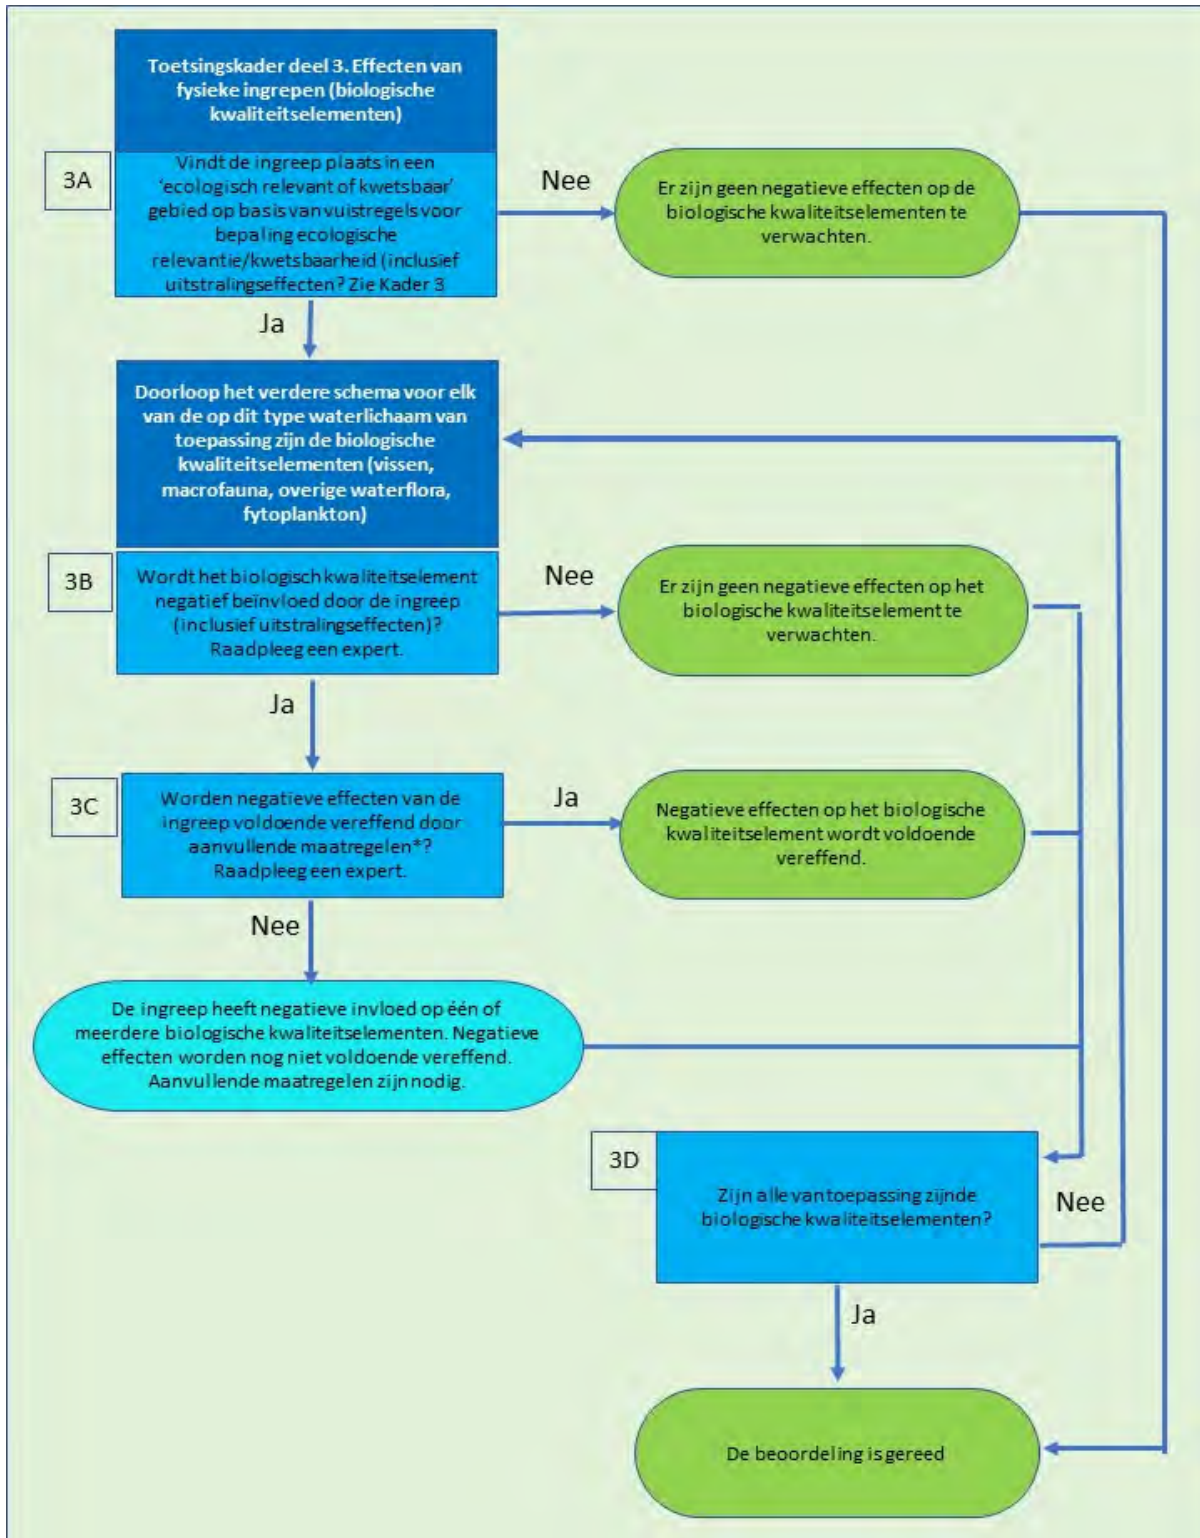 Toetsingskader deel 3. Effecten van
fysieke ingrepen (biologische
kwaliteitselementen)
3A
Vindt de ingreep plaats in een
‘ecologisch relevant of kwetsbaar’
gebied op basis van vuistregels voor
bepaling ecologische
relevantie/kwetsbaarheid (inclusief
uitstralingseffecten? Zie Kader 3
Nee
Er zijn geen negatieve effecten op de
biologische kwaliteitselementen te
verwachten.
Ja
Doorloop het verdere schema voor elk
van de op dit type waterlichaam van
toepassing zijn de biologische
kwaliteitselementen (vissen,
macrofauna, overige waterflora,
fytoplankton)
3B
Wordt het biologisch kwaliteitselement
negatief beïnvloed door de ingreep
(inclusief uitstralingseffecten)?
Raadpleeg een expert.
Nee
Er zijn geen negatieve effecten op het
biologische kwaliteitselement te
verwachten.
Ja
3C
Worden negatieve effecten van de
ingreep voldoende vereffend door
aanvullende maatregelen*?
Raadpleeg een expert.
Ja
Negatieve effecten op het biologische
kwaliteitselement wordt voldoende
vereffend.
Nee
De ingreep heeft negatieve invloed op één of
meerdere biologische kwaliteitselementen. Negatieve
effecten worden nog niet voldoende vereffend.
Aanvullende maatregelen zijn nodig.
3D
Zijn alle van toepassing zijnde
biologische kwaliteitselementen?
Nee
Ja
De beoordeling is gereed